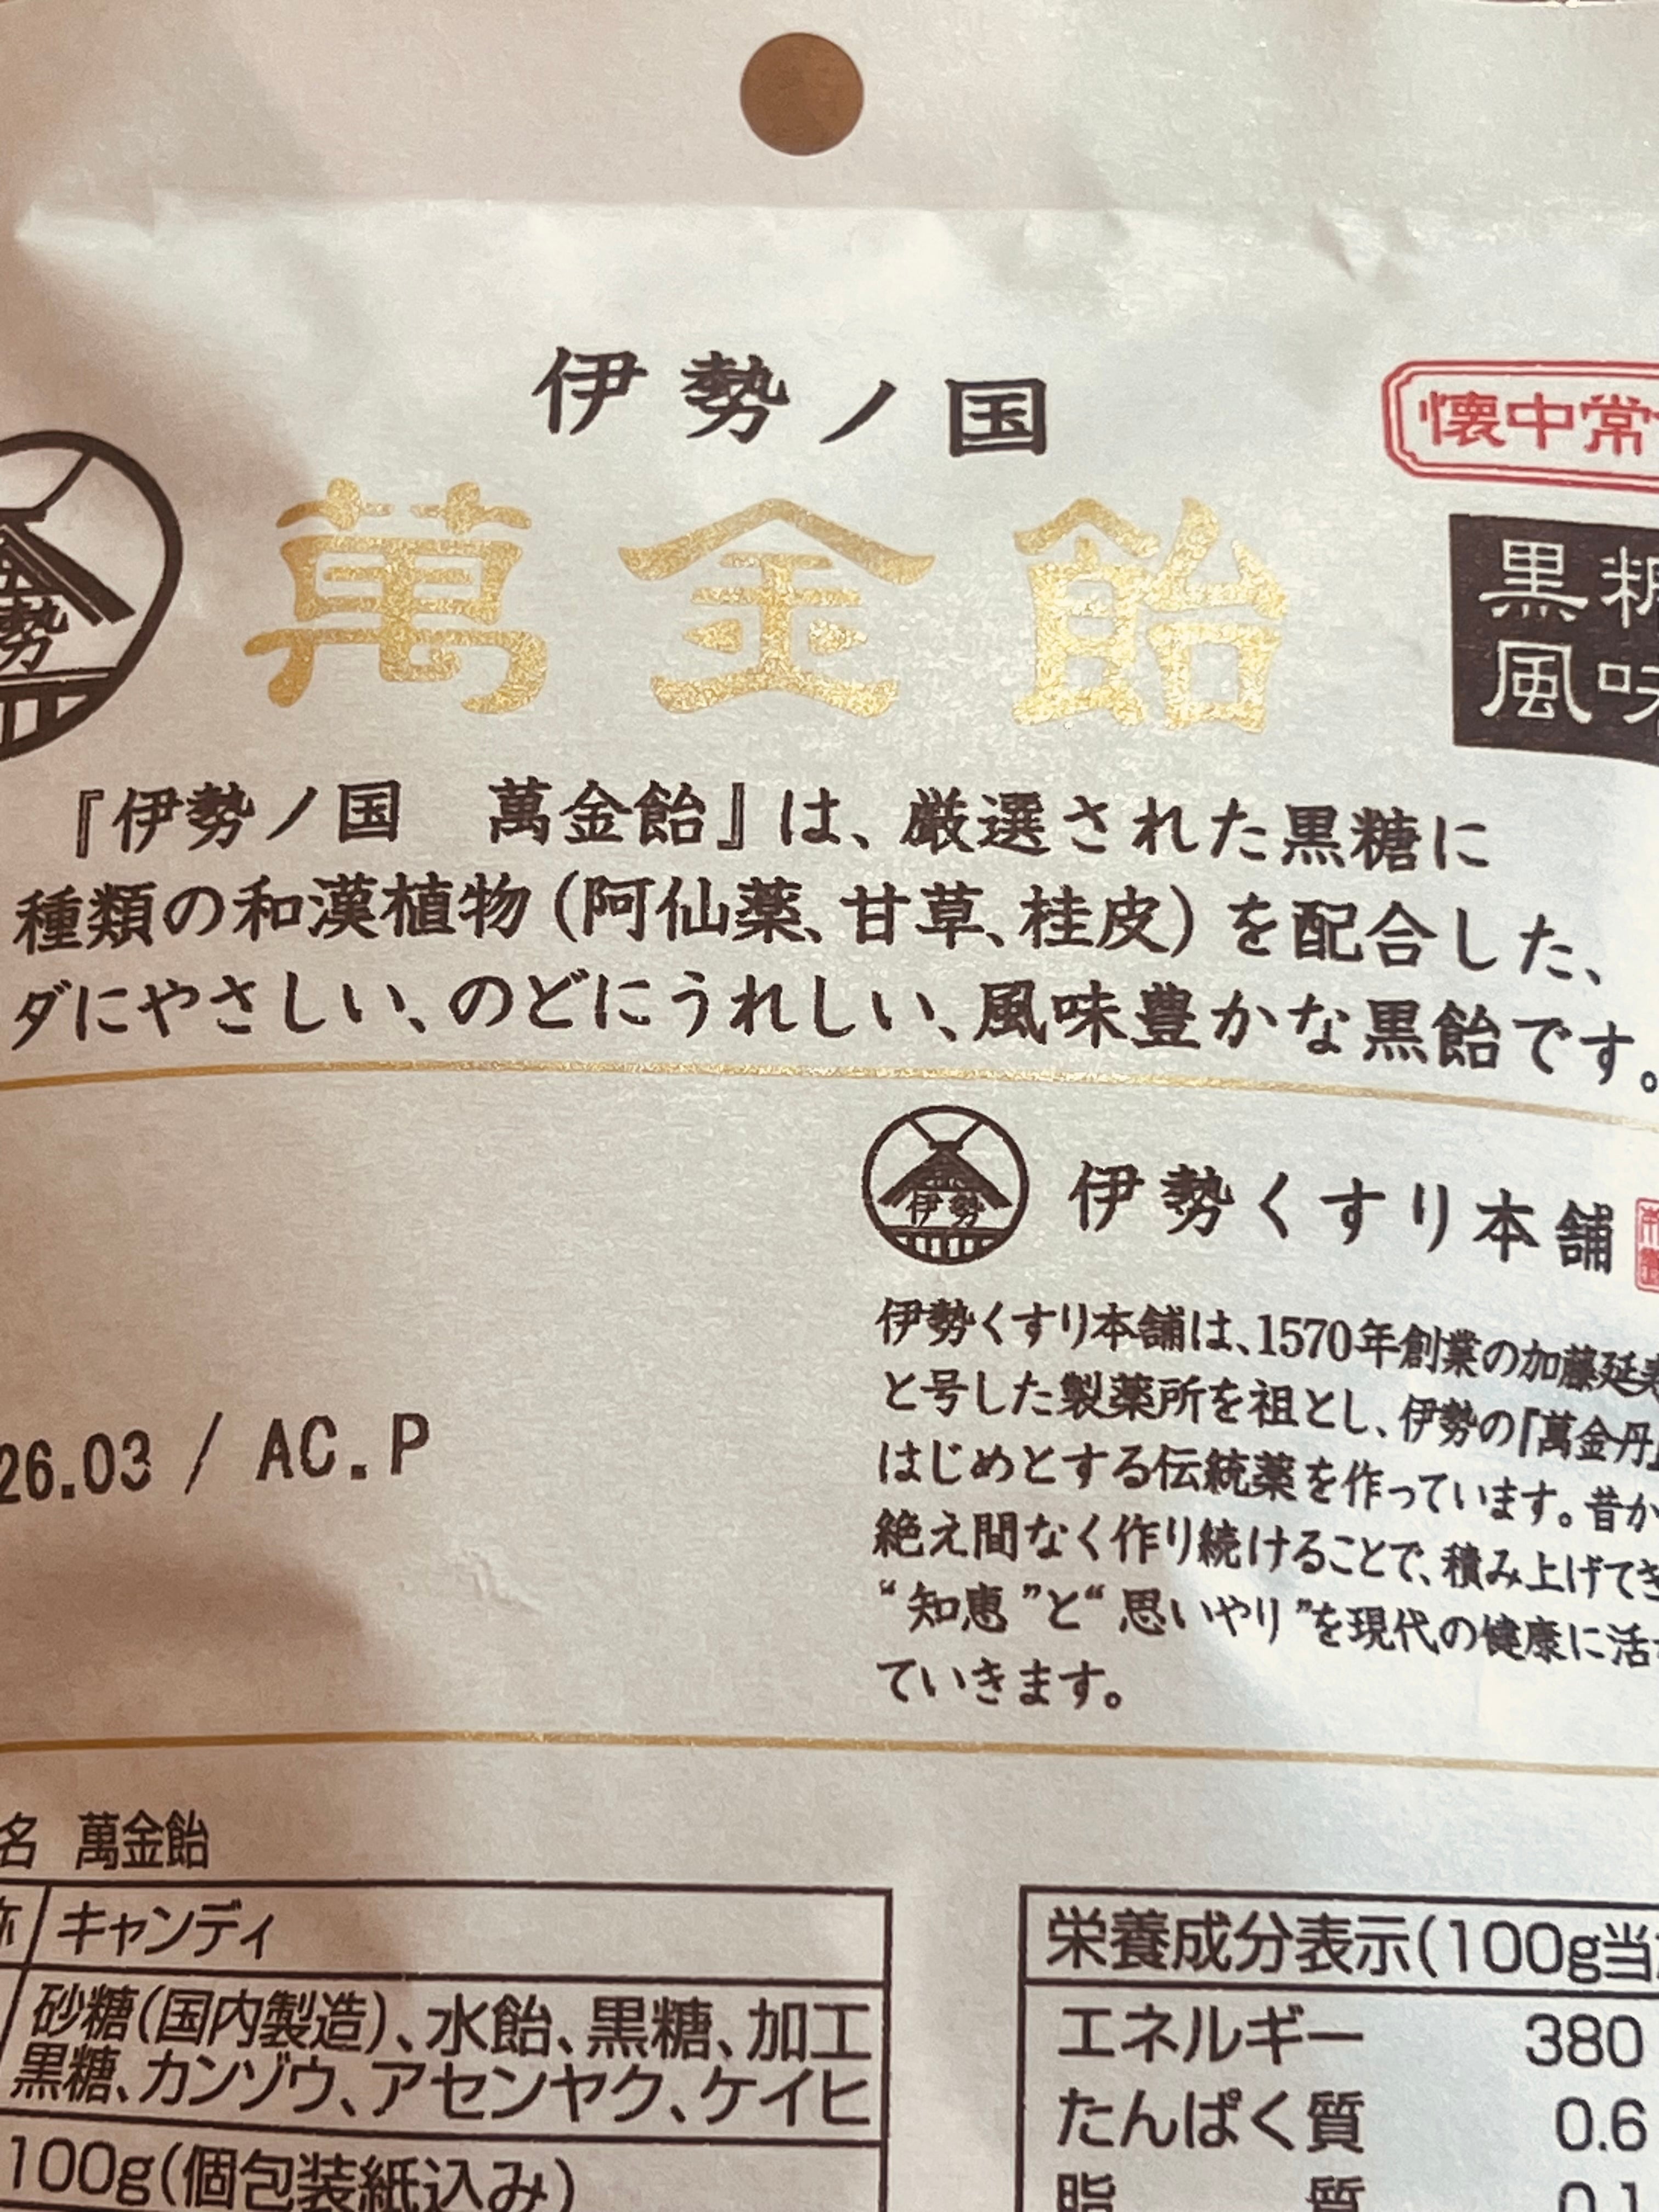 伊勢ノ国
懐中常
萬金飴
黒糖
風味
勢
『伊勢ノ国　萬金飴』は、厳選された黒糖に
種類の和漢植物(阿仙薬、甘草、桂皮)を配合した、
ダにやさしい、のどにうれしい、風味豊かな黒飴です。
伊勢
伊勢くすり本舗
伊勢くすり本舗は、1570年創業の加藤延寿
と号した製薬所を祖とし、伊勢の「萬金丹」
はじめとする伝統薬を作っています。昔か
絶え間なく作り続けることで、積み上げてき
“知恵”と“思いやり”を現代の健康に活か
ていきます。
26.03 / AC.P
名 萬金飴
称 キャンディ
砂糖(国内製造)、水飴、黒糖、加工
黒糖、カンゾウ、アセンヤク、ケイヒ
100g(個包装紙込み)
栄養成分表示(100g当
エネルギー 380
たんぱく質 0.6
脂質 0.1